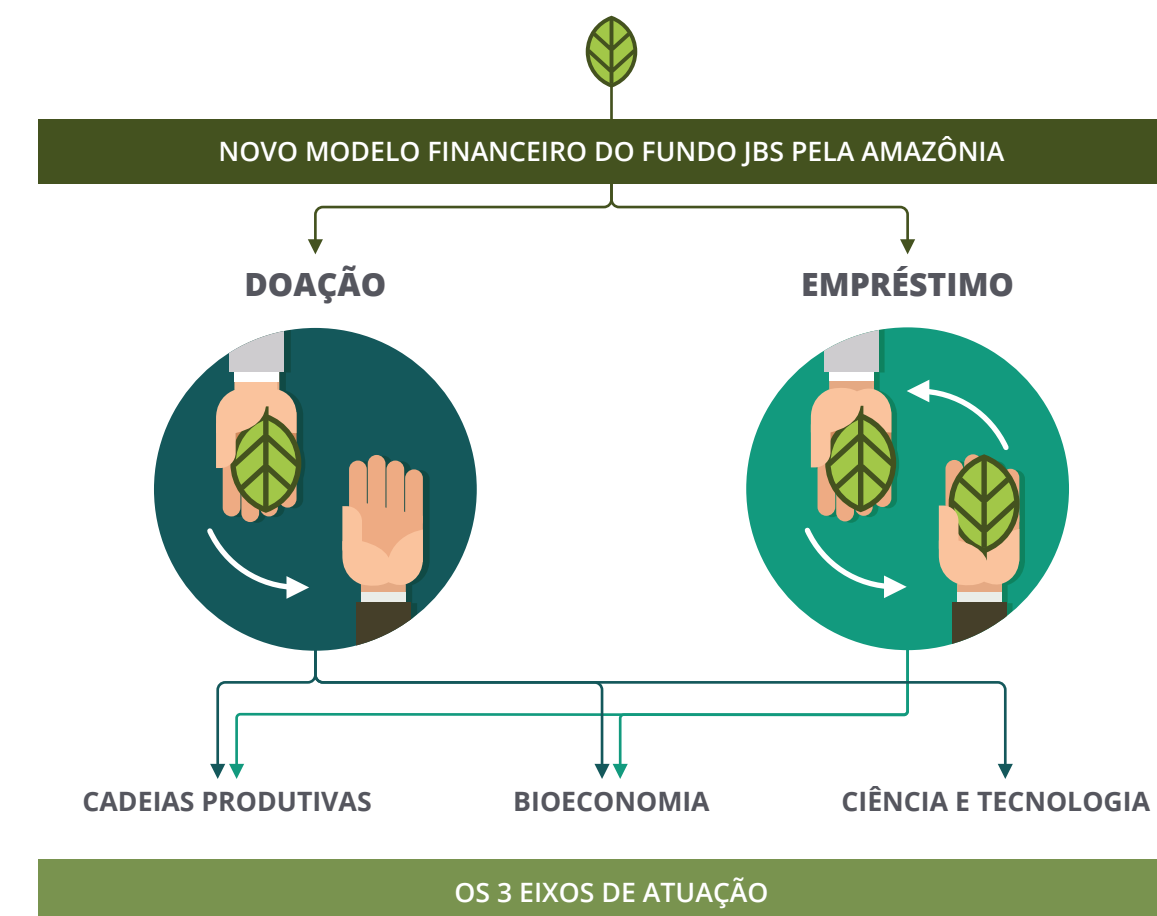 NOVO MODELO FINANCEIRO DO FUNDO JBS PELA AMAZÔNIA
DOAÇÃO
EMPRÉSTIMO
CADEIAS PRODUTIVAS
BIOECONOMIA
CIÊNCIA E TECNOLOGIA
OS 3 EIXOS DE ATUAÇÃO